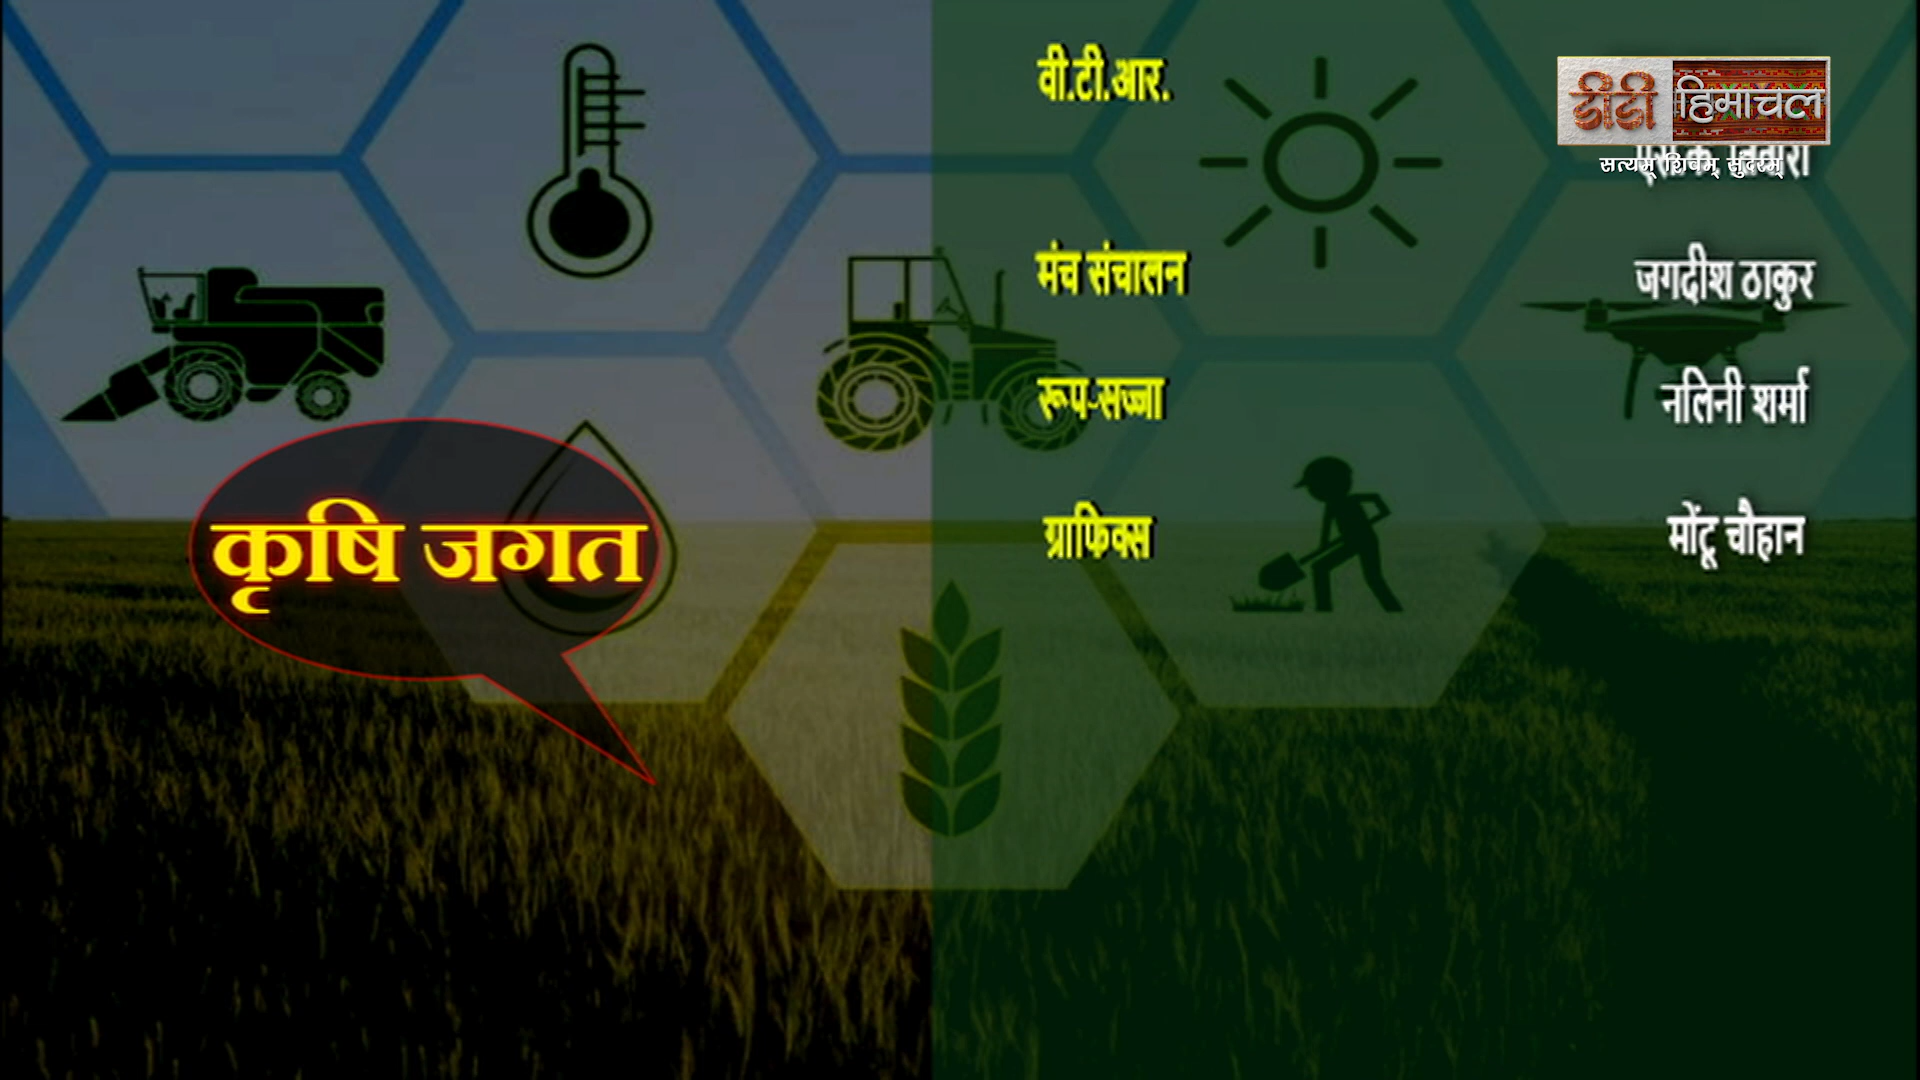 वी.टी.आर.
डीडी हिमाचल
सत्यम् शिवम् सुंदरम्
मंच संचालन जगदीश ठाकुर
रूप-सज्जा नलिनी शर्मा
ग्राफिक्स मोंटू चौहान
कृषि जगत